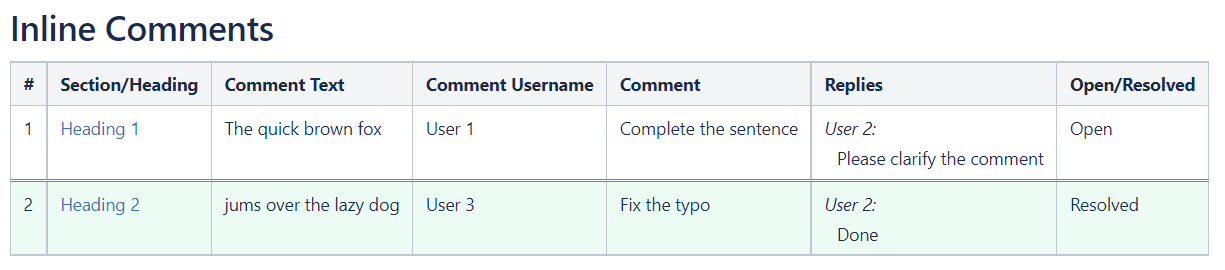 Inline Comments
# Section/Heading Comment Text Comment Username Comment Replies Open/Resolved
1 Heading 1 The quick brown fox User 1 Complete the sentence User 2: Open
Please clarify the comment
2 Heading 2 jums over the lazy dog User 3 Fix the typo User 2: Resolved
Done